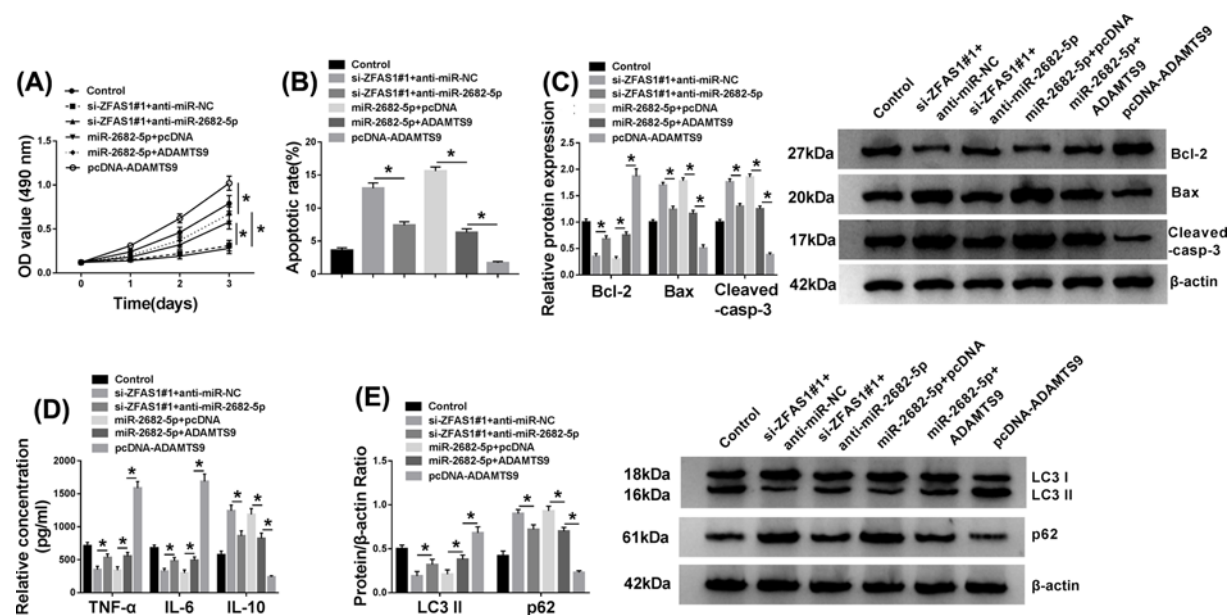 (A)
Control
si-ZFAS1#1+anti-miR-NC
si-ZFAS1#1+anti-miR-2682-5p
miR-2682-5p+pcDNA
miR-2682-5p+ADAMTS9
pcDNA-ADAMTS9
OD value (490 nm)
1.5
1.0
0.5
0.0
*
*
*
0 1 2 3
Time(days)
(B)
Control
si-ZFAS1#1+anti-miR-NC
si-ZFAS1#1+anti-miR-2682-5p
miR-2682-5p+pcDNA
miR-2682-5p+ADAMTS9
pcDNA-ADAMTS9
Apoptotic rate(%)
20
15
10
5
0
* * *
(C)
Control
si-ZFAS1#1+anti-miR-NC
si-ZFAS1#1+anti-miR-2682-5p
miR-2682-5p+pcDNA
miR-2682-5p+ADAMTS9
pcDNA-ADAMTS9
Relative protein expression
2.5
2.0
1.5
1.0
0.5
0.0
* * * * * * * * *
Bcl-2 Bax Cleaved
-casp-3
Control
si-ZFAS1#1+
anti-miR-NC
si-ZFAS1#1+
anti-miR-2682-5p
miR-2682-5p+pcDNA
miR-2682-5p+
ADAMTS9
pcDNA-ADAMTS9
27kDa Bcl-2
20kDa Bax
17kDa Cleaved
-casp-3
42kDa β-actin
(D)
Control
si-ZFAS1#1+anti-miR-NC
si-ZFAS1#1+anti-miR-2682-5p
miR-2682-5p+pcDNA
miR-2682-5p+ADAMTS9
pcDNA-ADAMTS9
Relative concentration
(pg/ml)
2000
1500
1000
500
0
* * * * * * * * *
TNF-α IL-6 IL-10
(E)
Control
si-ZFAS1#1+anti-miR-NC
si-ZFAS1#1+anti-miR-2682-5p
miR-2682-5p+pcDNA
miR-2682-5p+ADAMTS9
pcDNA-ADAMTS9
Protein/β-actin Ratio
1.5
1.0
0.5
0.0
* * * * * *
LC3 II p62
Control
si-ZFAS1#1+
anti-miR-NC
si-ZFAS1#1+
anti-miR-2682-5p
miR-2682-5p+pcDNA
miR-2682-5p+
ADAMTS9
pcDNA-ADAMTS9
18kDa LC3 I
16kDa LC3 II
61kDa p62
42kDa β-actin